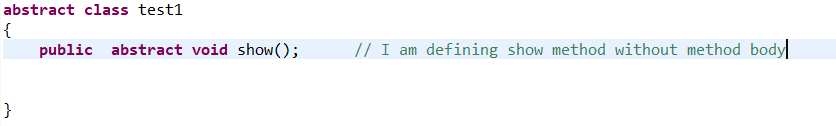 abstract class test1
{
public abstract void show(); // I am defining show method without method body
}